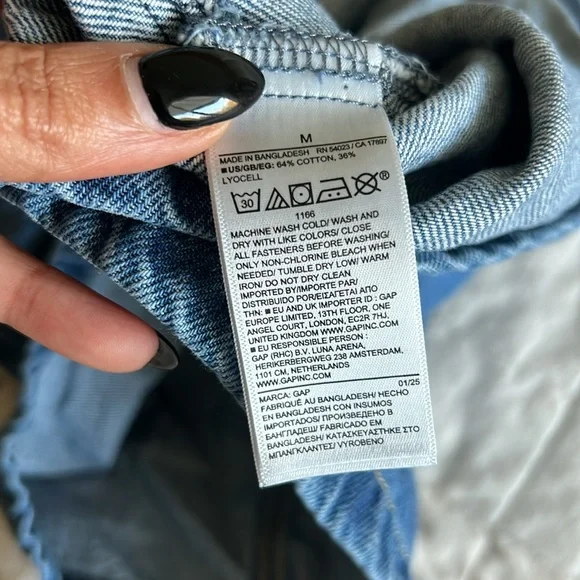 M
MADE IN BANGLADESH RN 54023 / CA 17897
■ US/GB/EG: 64% COTTON, 36%
LYOCELL
30 ®
1166
MACHINE WASH COLD/ WASH AND
DRY WITH LIKE COLORS/ CLOSE
ALL FASTENERS BEFORE WASHING/
ONLY NON-CHLORINE BLEACH WHEN
NEEDED/ TUMBLE DRY LOW/ WARM
IRON/ DO NOT DRY CLEAN
IMPORTED BY/IMPORTE PAR/
DISTRIBUIDO POR/ΕΙΣΑΓΕΤΑΙ ΑΠΟ
ΤΗΝ: ■ EU AND UK IMPORTER ID : GAP
EUROPE LIMITED, 13TH FLOOR, ONE
ANGEL COURT, LONDON, EC2R 7HJ,
UNITED KINGDOM WWW.GAPINC.COM
■ EU RESPONSIBLE PERSON :
GAP (RHC) B.V. LUNA ARENA,
HERIKERBERGWEG 238 AMSTERDAM,
1101 CM, NETHERLANDS
WWW.GAPINC.COM
MARCA: GAP 01/25
FABRIQUÉ AU BANGLADESH/ HECHO
EN BANGLADESH CON INSUMOS
IMPORTADOS/ ПРОИЗВЕДЕНО В
БАНГЛАДЕШ/ FABRICADO EM
BANGLADESH/ ΚΑΤΑΣΚΕΥΑΣΤΗΚΕ ΣΤΟ
ΜΠΑΝΓΚΛΑΝΤΕΣ/ VYROBENO